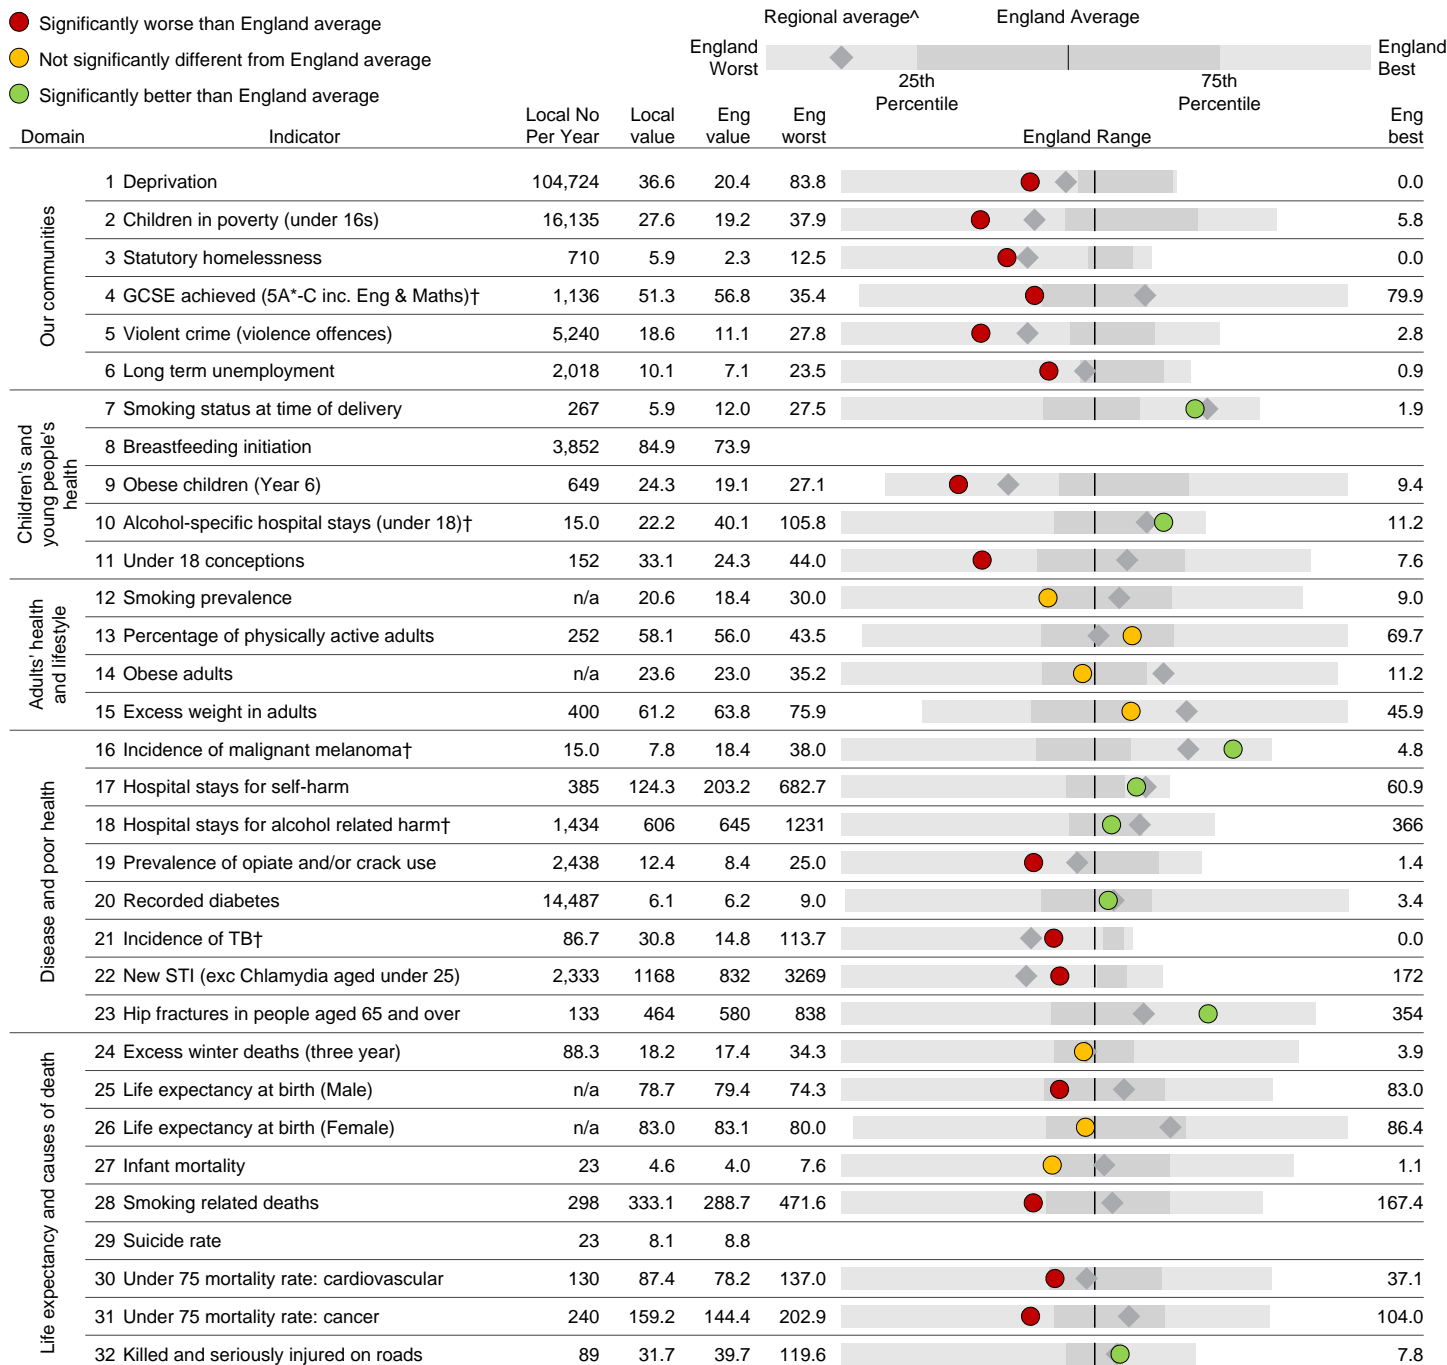 Significantly worse than England average
Not significantly different from England average
Significantly better than England average
Regional average^ England Average
England Worst England Best
25th Percentile 75th Percentile
Domain Indicator Local No Per Year Local value Eng value Eng worst England Range Eng best
Our communities
1 Deprivation 104,724 36.6 20.4 83.8 0.0
2 Children in poverty (under 16s) 16,135 27.6 19.2 37.9 5.8
3 Statutory homelessness 710 5.9 2.3 12.5 0.0
4 GCSE achieved (5A*-C inc. Eng & Maths)† 1,136 51.3 56.8 35.4 79.9
5 Violent crime (violence offences) 5,240 18.6 11.1 27.8 2.8
6 Long term unemployment 2,018 10.1 7.1 23.5 0.9
Children's and young people's health
7 Smoking status at time of delivery 267 5.9 12.0 27.5 1.9
8 Breastfeeding initiation 3,852 84.9 73.9
9 Obese children (Year 6) 649 24.3 19.1 27.1 9.4
10 Alcohol-specific hospital stays (under 18)† 15.0 22.2 40.1 105.8 11.2
11 Under 18 conceptions 152 33.1 24.3 44.0 7.6
Adults' health and lifestyle
12 Smoking prevalence n/a 20.6 18.4 30.0 9.0
13 Percentage of physically active adults 252 58.1 56.0 43.5 69.7
14 Obese adults n/a 23.6 23.0 35.2 11.2
15 Excess weight in adults 400 61.2 63.8 75.9 45.9
Disease and poor health
16 Incidence of malignant melanoma† 15.0 7.8 18.4 38.0 4.8
17 Hospital stays for self-harm 385 124.3 203.2 682.7 60.9
18 Hospital stays for alcohol related harm† 1,434 606 645 1231 366
19 Prevalence of opiate and/or crack use 2,438 12.4 8.4 25.0 1.4
20 Recorded diabetes 14,487 6.1 6.2 9.0 3.4
21 Incidence of TB† 86.7 30.8 14.8 113.7 0.0
22 New STI (exc Chlamydia aged under 25) 2,333 1168 832 3269 172
23 Hip fractures in people aged 65 and over 133 464 580 838 354
Life expectancy and causes of death
24 Excess winter deaths (three year) 88.3 18.2 17.4 34.3 3.9
25 Life expectancy at birth (Male) n/a 78.7 79.4 74.3 83.0
26 Life expectancy at birth (Female) n/a 83.0 83.1 80.0 86.4
27 Infant mortality 23 4.6 4.0 7.6 1.1
28 Smoking related deaths 298 333.1 288.7 471.6 167.4
29 Suicide rate 23 8.1 8.8
30 Under 75 mortality rate: cardiovascular 130 87.4 78.2 137.0 37.1
31 Under 75 mortality rate: cancer 240 159.2 144.4 202.9 104.0
32 Killed and seriously injured on roads 89 31.7 39.7 119.6 7.8